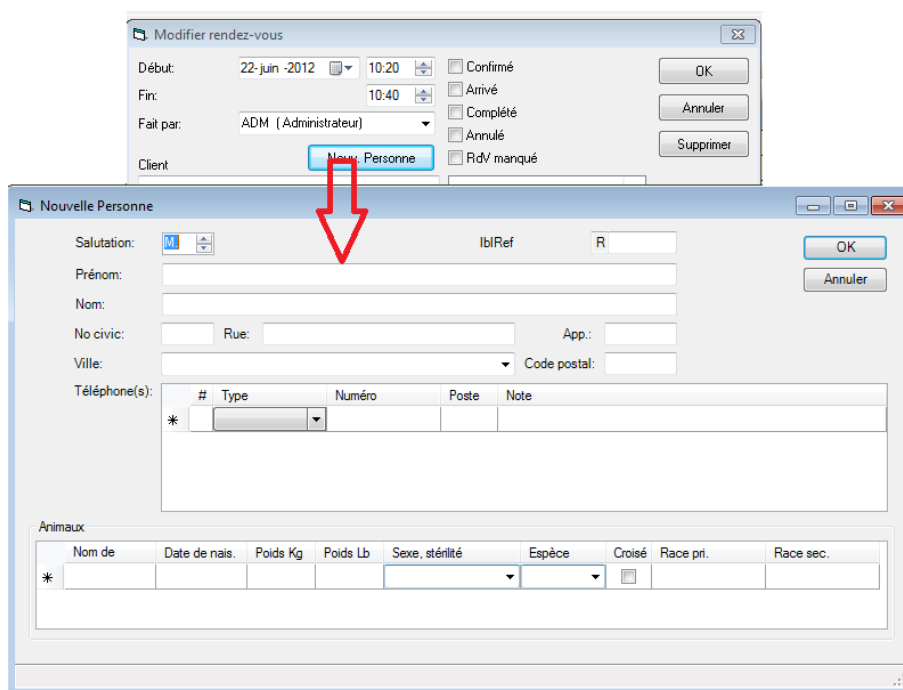 Modifier rendez-vous
Début: 22-juin -2012 10:20 Confirmé OK
Fin: 10:40 Arrivé
Complété Annuler
Fait par: ADM ( Administrateur) Annulé
Supprimer
Client Nouv. Personne RdV manqué
Nouvelle Personne
Salutation: M. lblRef R OK
Prénom: Annuler
Nom:
No civic: Rue: App.:
Ville: Code postal:
Téléphone(s): # Type Numéro Poste Note
Animaux
Nom de Date de nais. Poids Kg Poids Lb Sexe, stérilité Espèce Croisé Race pri. Race sec.